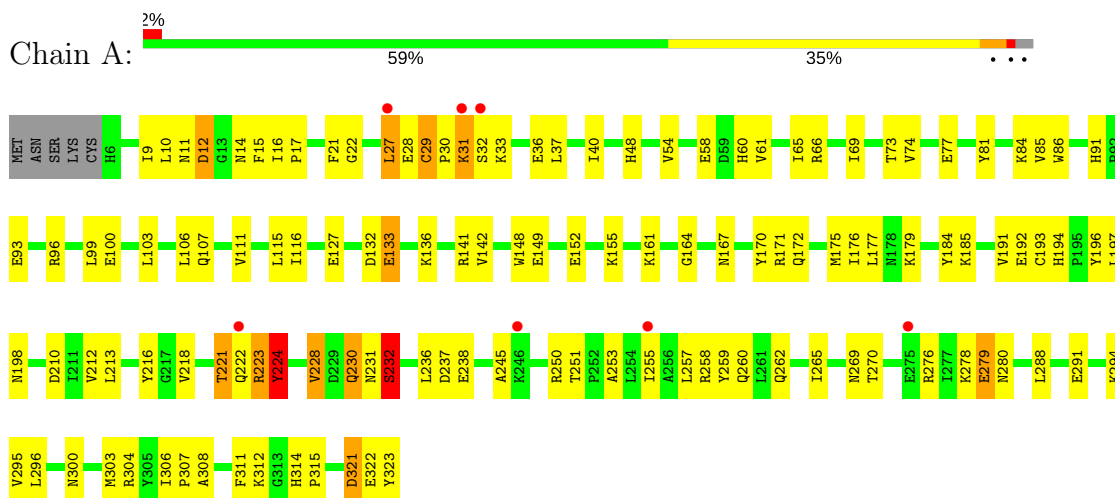 2%
Chain A:
59% 35% • • •
MET ASN SER LYS CYS H6 I9 L10 N11 D12 G13 N14 F15 I16 P17 F21 G22 L27 E28 C29 P30 K31 S32 K33 E36 L37 I40 H48 V54 E58 D59 H60 V61 I65 R66 I69 T73 V74 E77 Y81 K84 V85 W86 H91 R92
E93 R96 L99 E100 L103 L106 Q107 V111 L115 I116 E127 D132 E133 K136 R141 V142 W148 E149 E152 K155 K161 G164 N167 Y170 R171 Q172 M175 I176 L177 N178 K179 Y184 K185 V191 E192 C193 H194 P195 Y196 L197
N198 D210 I211 V212 L213 Y216 G217 V218 T221 Q222 R223 Y224 V228 D229 Q230 N231 S232 L236 D237 E238 A245 K246 R250 T251 P252 A253 L254 I255 A256 L257 R258 Y259 Q260 L261 Q262 I265 N269 T270 E275 R276 I277 K278 E279 N280 L288 E291 K294
V295 L296 N300 M303 R304 Y305 I306 P307 A308 F311 K312 G313 H314 P315 D321 E322 Y323